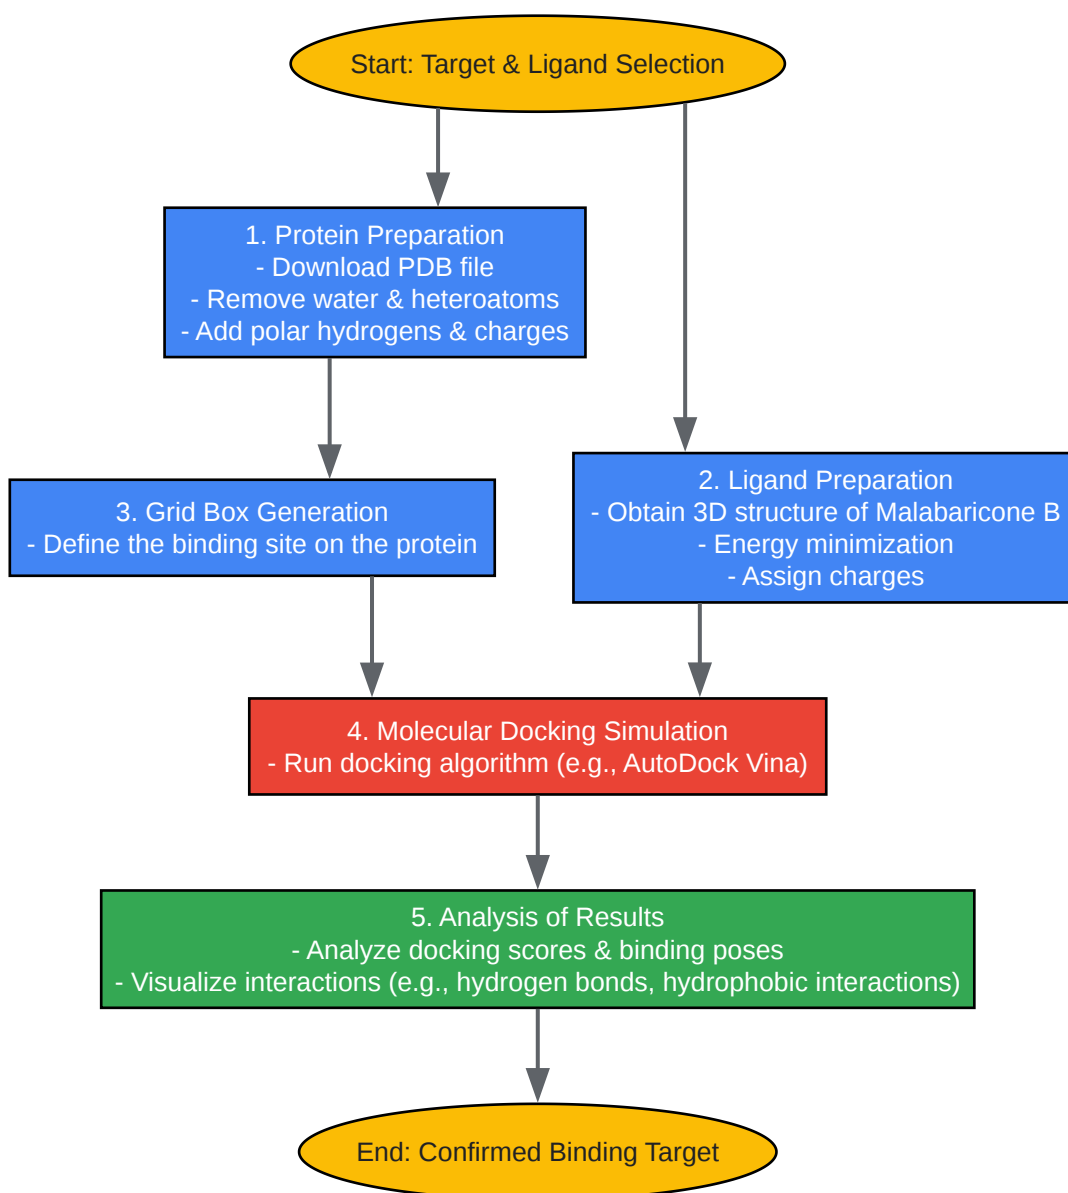 Start: Target & Ligand Selection
1. Protein Preparation
- Download PDB file
- Remove water & heteroatoms
- Add polar hydrogens & charges
2. Ligand Preparation
- Obtain 3D structure of Malabaricone B
- Energy minimization
- Assign charges
3. Grid Box Generation
- Define the binding site on the protein
4. Molecular Docking Simulation
- Run docking algorithm (e.g., AutoDock Vina)
5. Analysis of Results
- Analyze docking scores & binding poses
- Visualize interactions (e.g., hydrogen bonds, hydrophobic interactions)
End: Confirmed Binding Target